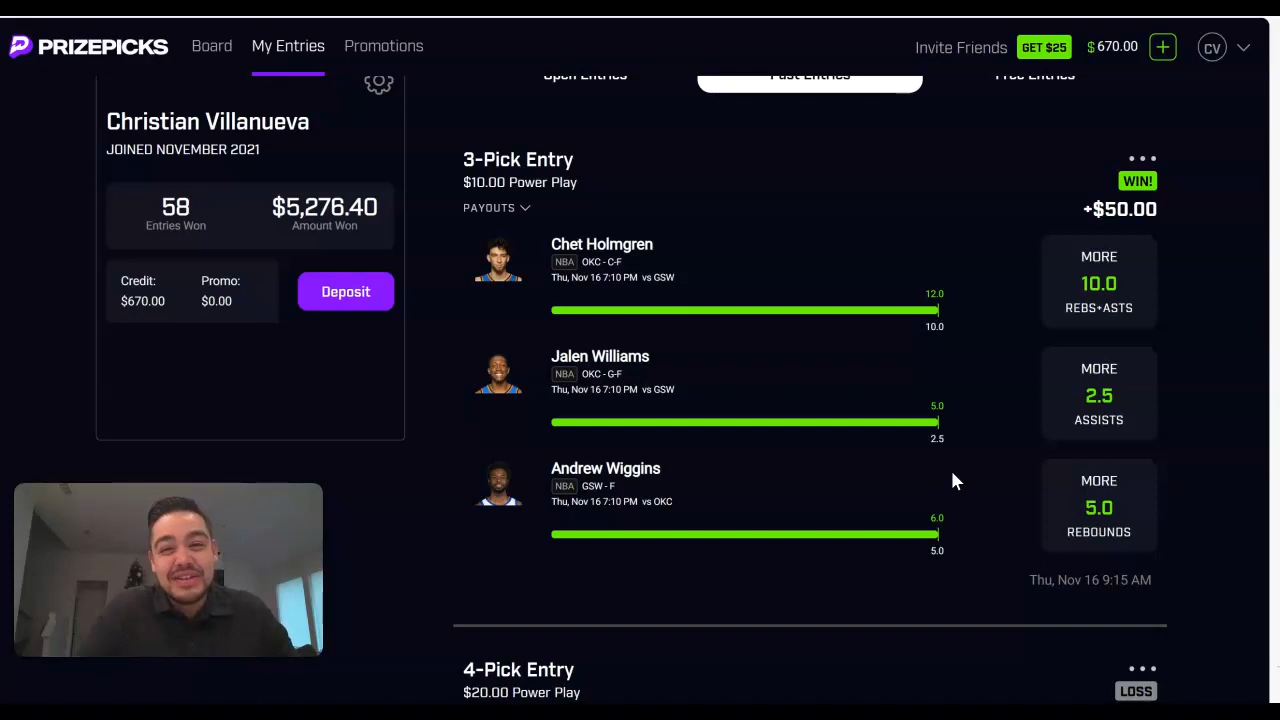 PRIZEPICKS
Board
My Entries
Promotions
Invite Friends
GET $25
$ 670.00
CV
Open Entries
Past Entries
Free Entries
Christian Villanueva
JOINED NOVEMBER 2021
58
Entries Won
$5,276.40
Amount Won
Credit:
$670.00
Promo:
$0.00
Deposit
3-Pick Entry
$10.00 Power Play
WIN!
PAYOUTS
+$50.00
Chet Holmgren
NBA OKC - C-F
Thu, Nov 16 7:10 PM vs GSW
12.0
10.0
MORE
10.0
REBS+ASTS
Jalen Williams
NBA OKC - G-F
Thu, Nov 16 7:10 PM vs GSW
5.0
2.5
MORE
2.5
ASSISTS
Andrew Wiggins
NBA GSW - F
Thu, Nov 16 7:10 PM vs OKC
6.0
5.0
MORE
5.0
REBOUNDS
Thu, Nov 16 9:15 AM
4-Pick Entry
$20.00 Power Play
LOSS